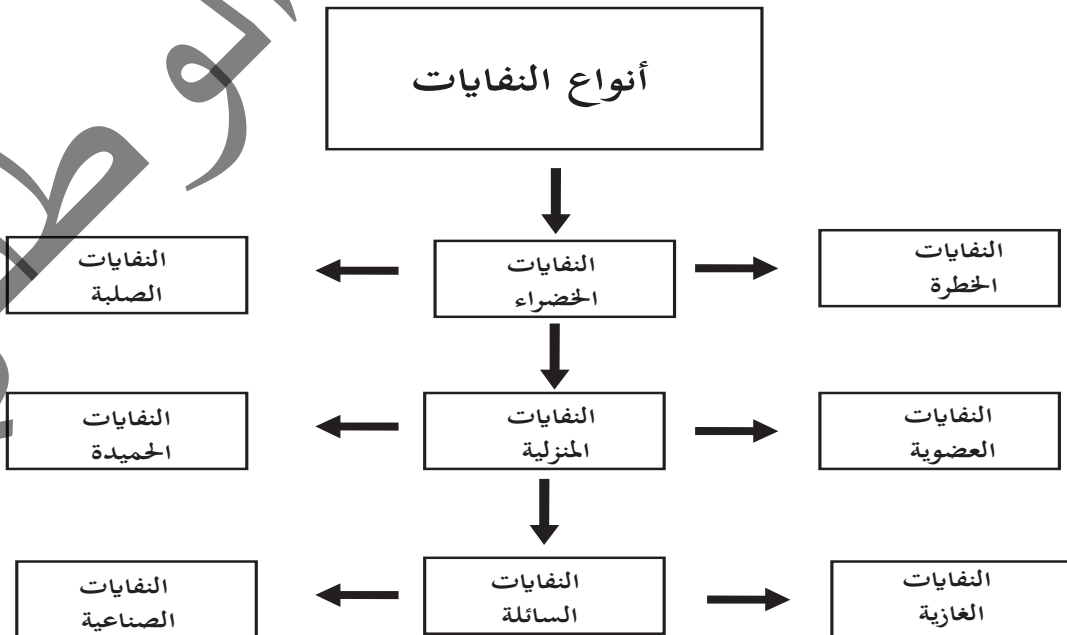 أنواع النفايات
النفايات
الخطرة
النفايات
الخضراء
النفايات
الصلبة
النفايات
العضوية
النفايات
المنزلية
النفايات
الحميدة
النفايات
الغازية
النفايات
السائلة
النفايات
الصناعية